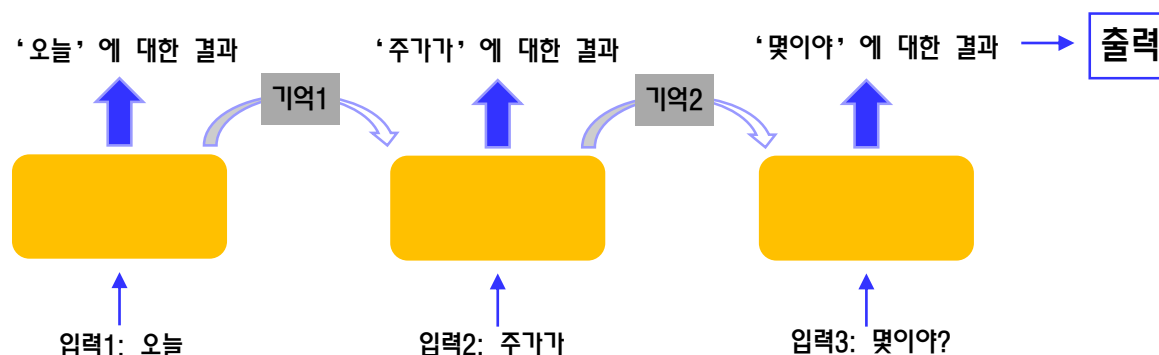 ‘오늘’ 에 대한 결과
‘주가가’ 에 대한 결과
‘몇이야’ 에 대한 결과
출력
기억1
기억2
입력1: 오늘
입력2: 주가가
입력3: 몇이야?